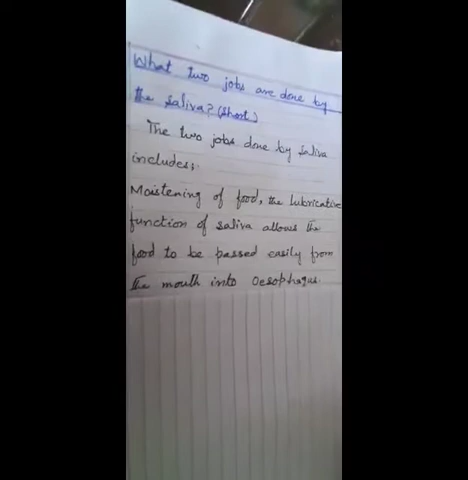 What two jobs are done by
the saliva? (short)
The two jobs done by saliva
includes;
Moistening of food, the lubricative
function of saliva allows the
food to be passed easily from
the mouth into Oesophagus.